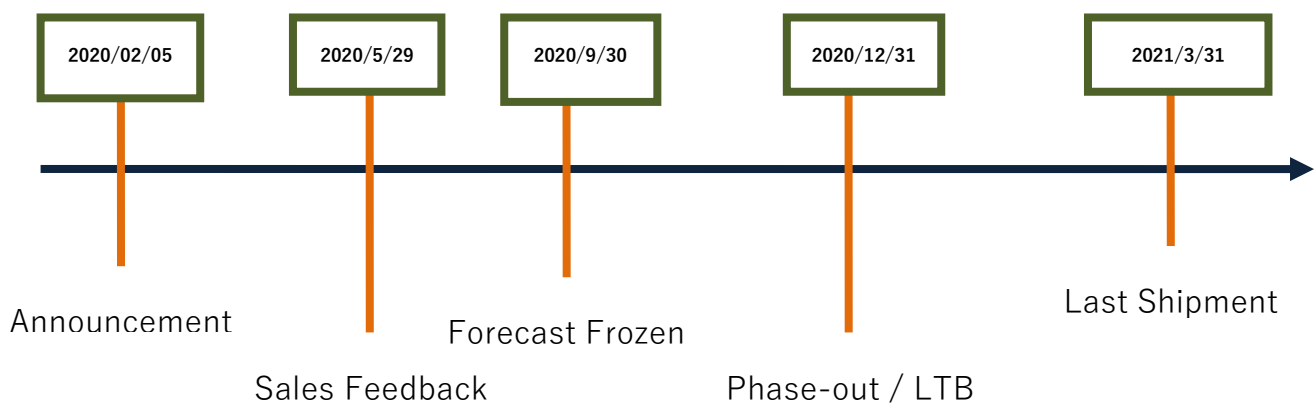 2020/02/05
2020/5/29
2020/9/30
2020/12/31
2021/3/31
Announcement
Sales Feedback
Forecast Frozen
Phase-out / LTB
Last Shipment